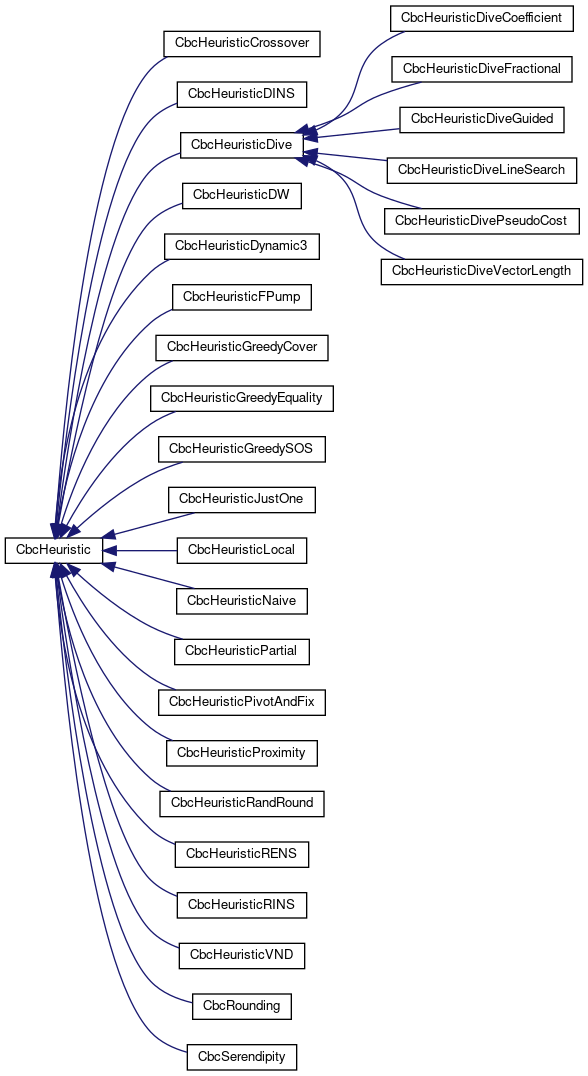 CbcHeuristicDiveCoefficient
CbcHeuristicCrossover
CbcHeuristicDiveFractional
CbcHeuristicDINS
CbcHeuristicDiveGuided
CbcHeuristicDive
CbcHeuristicDiveLineSearch
CbcHeuristicDW
CbcHeuristicDivePseudoCost
CbcHeuristicDynamic3
CbcHeuristicDiveVectorLength
CbcHeuristicFPump
CbcHeuristicGreedyCover
CbcHeuristicGreedyEquality
CbcHeuristicGreedySOS
CbcHeuristicJustOne
CbcHeuristic
CbcHeuristicLocal
CbcHeuristicNaive
CbcHeuristicPartial
CbcHeuristicPivotAndFix
CbcHeuristicProximity
CbcHeuristicRandRound
CbcHeuristicRENS
CbcHeuristicRINS
CbcHeuristicVND
CbcRounding
CbcSerendipity